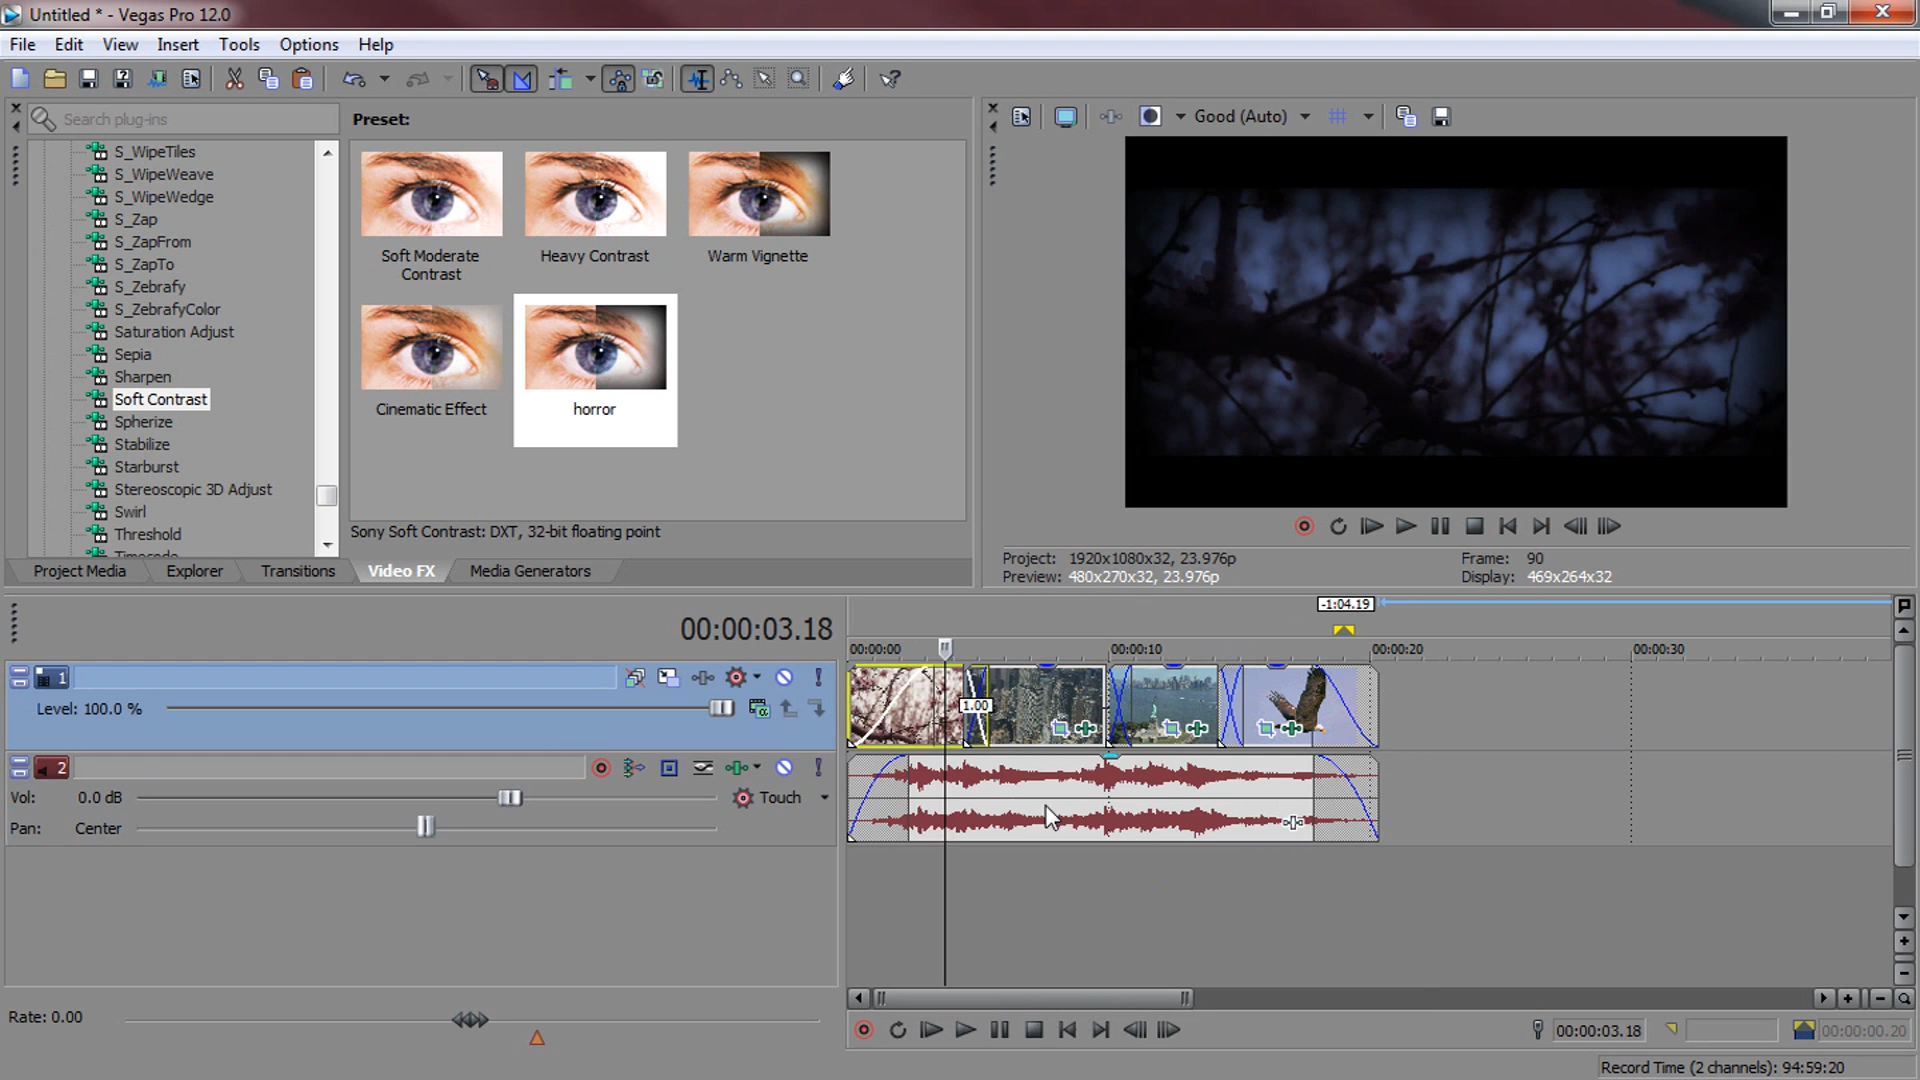 Untitled * - Vegas Pro 12.0
File Edit View Insert Tools Options Help
Search plug-ins
S_WipeTiles
S_WipeWeave
S_WipeWedge
S_Zap
S_ZapFrom
S_ZapTo
S_Zebrafy
S_ZebrafyColor
Saturation Adjust
Sepia
Sharpen
Soft Contrast
Spherize
Stabilize
Starburst
Stereoscopic 3D Adjust
Swirl
Threshold
Timecode
Preset:
Soft Moderate
Contrast
Heavy Contrast
Warm Vignette
Cinematic Effect
horror
Sony Soft Contrast: DXT, 32-bit floating point
Project Media Explorer Transitions Video FX Media Generators
Good (Auto)
Project: 1920x1080x32, 23.976p
Preview: 480x270x32, 23.976p
Frame: 90
Display: 469x264x32
00:00:03.18
-1:04.19
00:00:00 00:00:10 00:00:20 00:00:30
1
Level: 100.0 %
1.00
2
Vol: 0.0 dB
Touch
Pan: Center
Rate: 0.00
00:00:03.18
00:00:00.20
Record Time (2 channels): 94:59:20